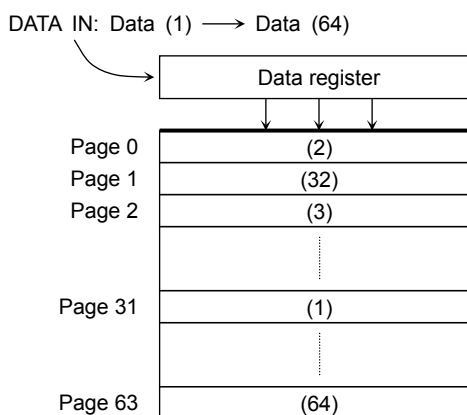 DATA IN: Data (1) ⟶ Data (64)
Data register
Page 0 (2)
Page 1 (32)
Page 2 (3)
Page 31 (1)
Page 63 (64)